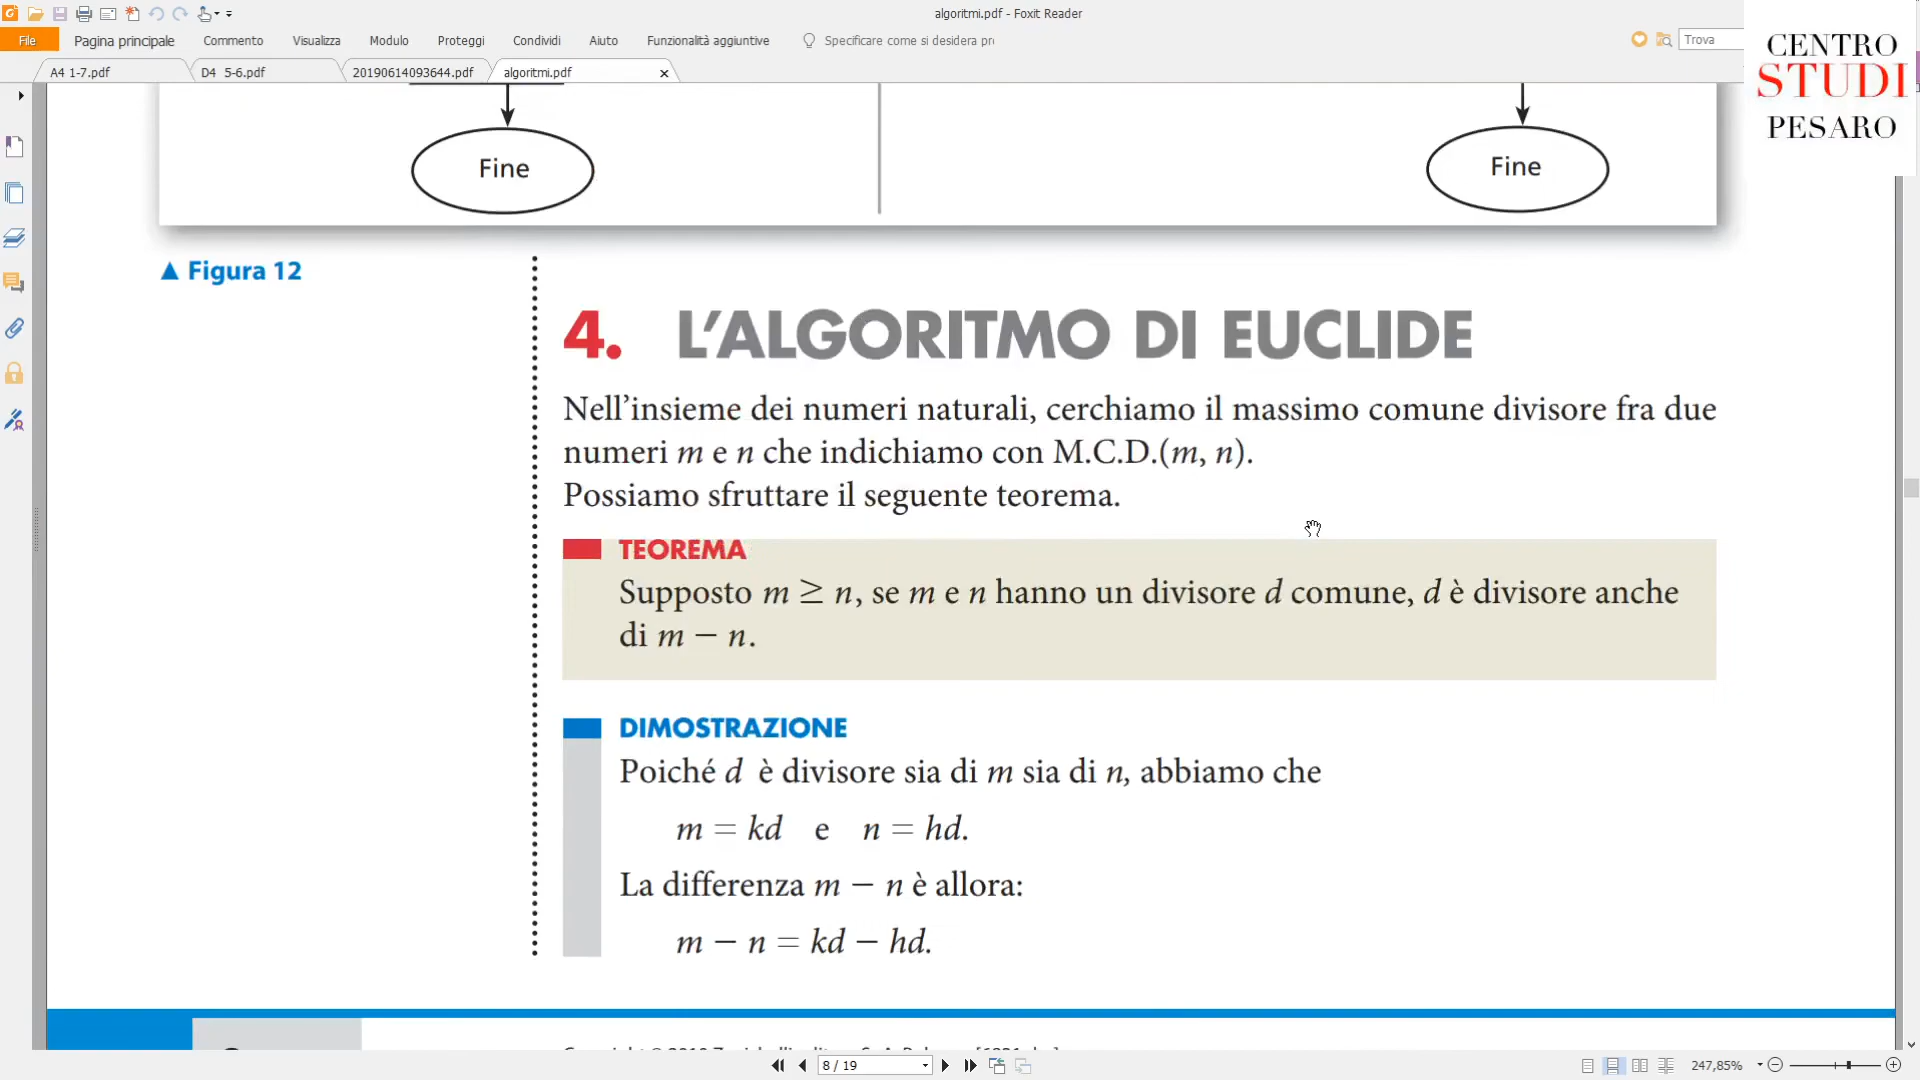 algoritmi.pdf - Foxit Reader
File Pagina principale Commento Visualizza Modulo Proteggi Condividi Aiuto Funzionalità aggiuntive Specificare come si desidera pr Trova
A4 1-7.pdf D4 5-6.pdf 20190614093644.pdf algoritmi.pdf
CENTRO
STUDI
PESARO
Fine Fine
▲ Figura 12
4. L'ALGORITMO DI EUCLIDE
Nell'insieme dei numeri naturali, cerchiamo il massimo comune divisore fra due
numeri m e n che indichiamo con M.C.D.(m, n).
Possiamo sfruttare il seguente teorema.
TEOREMA
Supposto m ≥ n, se m e n hanno un divisore d comune, d è divisore anche
di m − n.
DIMOSTRAZIONE
Poiché d è divisore sia di m sia di n, abbiamo che
m = kd e n = hd.
La differenza m − n è allora:
m − n = kd − hd.
8 / 19 247,85%